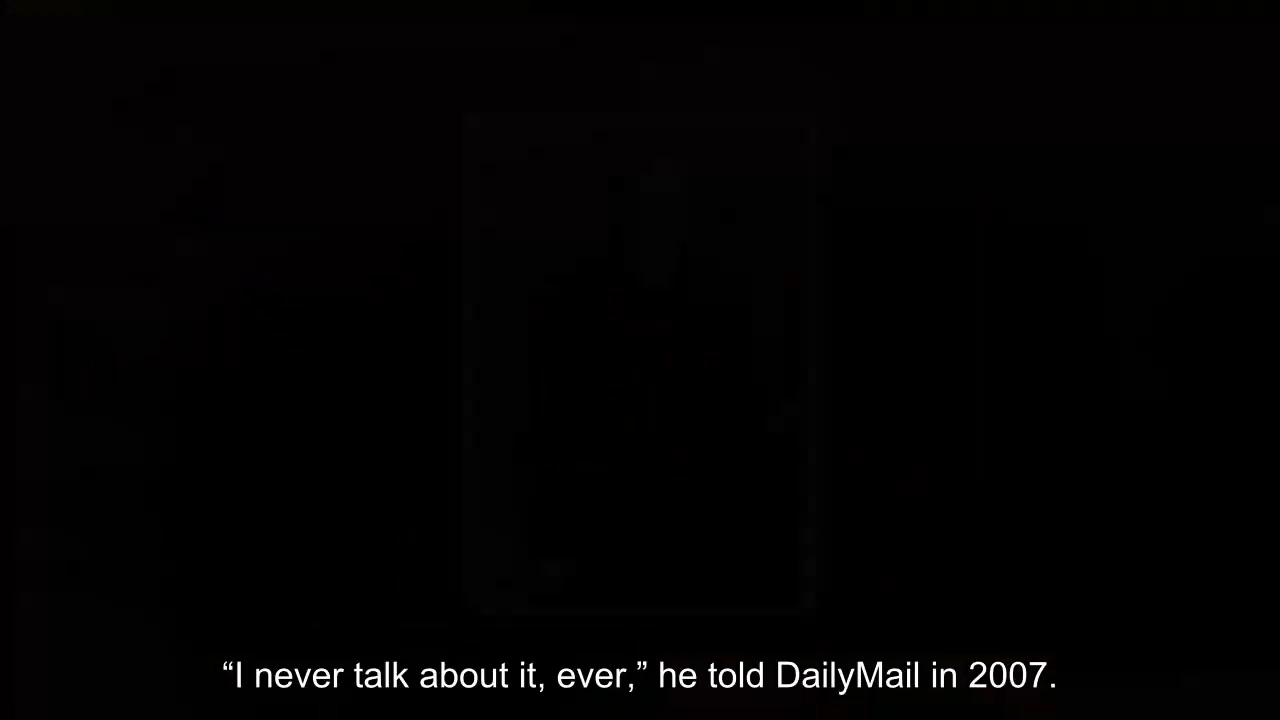 “I never talk about it, ever,” he told DailyMail in 2007.